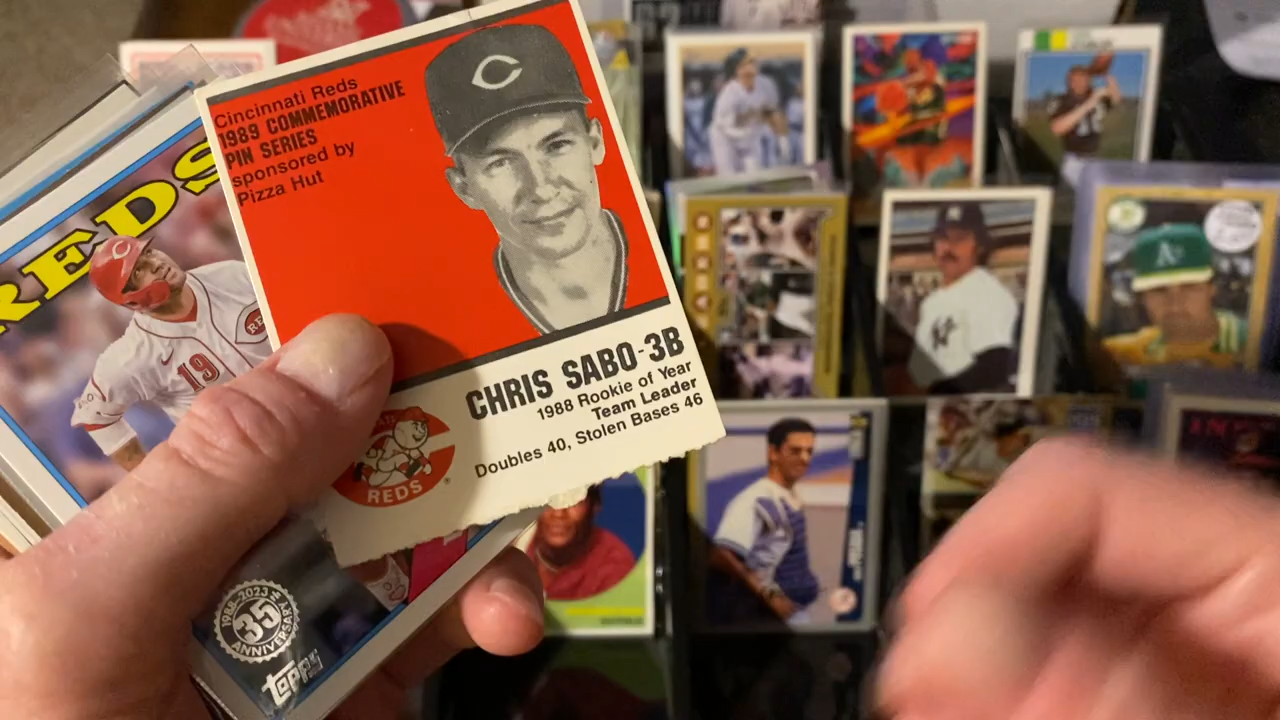 Cincinnati Reds
1989 COMMEMORATIVE
PIN SERIES
sponsored by
Pizza Hut
CHRIS SABO-3B
1988 Rookie of Year
Team Leader
Doubles 40, Stolen Bases 46
REDS
REDS
19
1988-2023
35
ANNIVERSARY
topps
A's